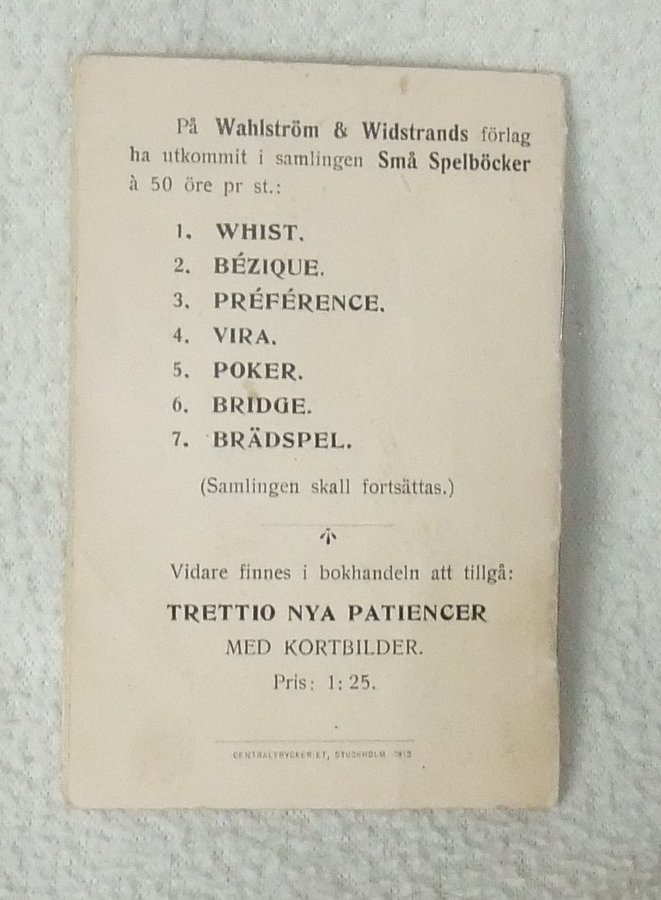 På Wahlström & Widstrands förlag
ha utkommit i samlingen Små Spelböcker
à 50 öre pr st.:
1. WHIST.
2. BÉZIQUE.
3. PRÉFÉRENCE.
4. VIRA.
5. POKER.
6. BRIDGE.
7. BRÄDSPEL.
(Samlingen skall fortsättas.)
Vidare finnes i bokhandeln att tillgå:
TRETTIO NYA PATIENCER
MED KORTBILDER.
Pris: 1: 25.
CENTRALTRYCKERIET, STOCKHOLM